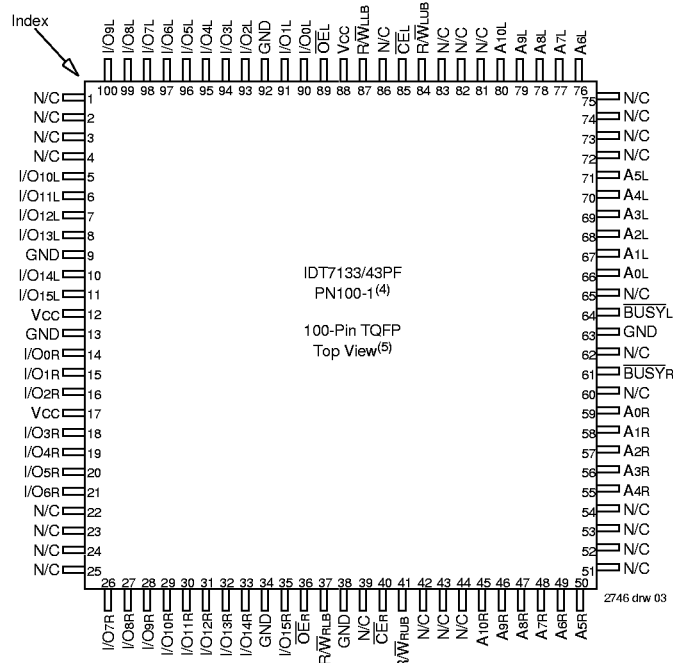 Index
I/O9L I/O8L I/O7L I/O6L I/O5L I/O4L I/O3L I/O2L GND I/O1L I/O0L OEL VCC R/WLLB N/C CEL R/WLUB N/C N/C N/C A10L A9L A8L A7L A6L
100 99 98 97 96 95 94 93 92 91 90 89 88 87 86 85 84 83 82 81 80 79 78 77 76
N/C 1 75 N/C
N/C 2 74 N/C
N/C 3 73 N/C
N/C 4 72 N/C
I/O10L 5 71 A5L
I/O11L 6 70 A4L
I/O12L 7 69 A3L
I/O13L 8 68 A2L
GND 9 67 A1L
I/O14L 10 66 A0L
I/O15L 11 65 N/C
VCC 12 64 BUSYL
GND 13 63 GND
I/O0R 14 62 N/C
I/O1R 15 61 BUSYR
I/O2R 16 60 N/C
VCC 17 59 A0R
I/O3R 18 58 A1R
I/O4R 19 57 A2R
I/O5R 20 56 A3R
I/O6R 21 55 A4R
N/C 22 54 N/C
N/C 23 53 N/C
N/C 24 52 N/C
N/C 25 51 N/C
IDT7133/43PF
PN100-1(4)
100-Pin TQFP
Top View(5)
26 27 28 29 30 31 32 33 34 35 36 37 38 39 40 41 42 43 44 45 46 47 48 49 50
I/O7R I/O8R I/O9R I/O10R I/O11R I/O12R I/O13R I/O14R GND I/O15R OER R/WRLB GND N/C CER R/WRUB N/C N/C N/C A10R A9R A8R A7R A6R A5R
2746 drw 03